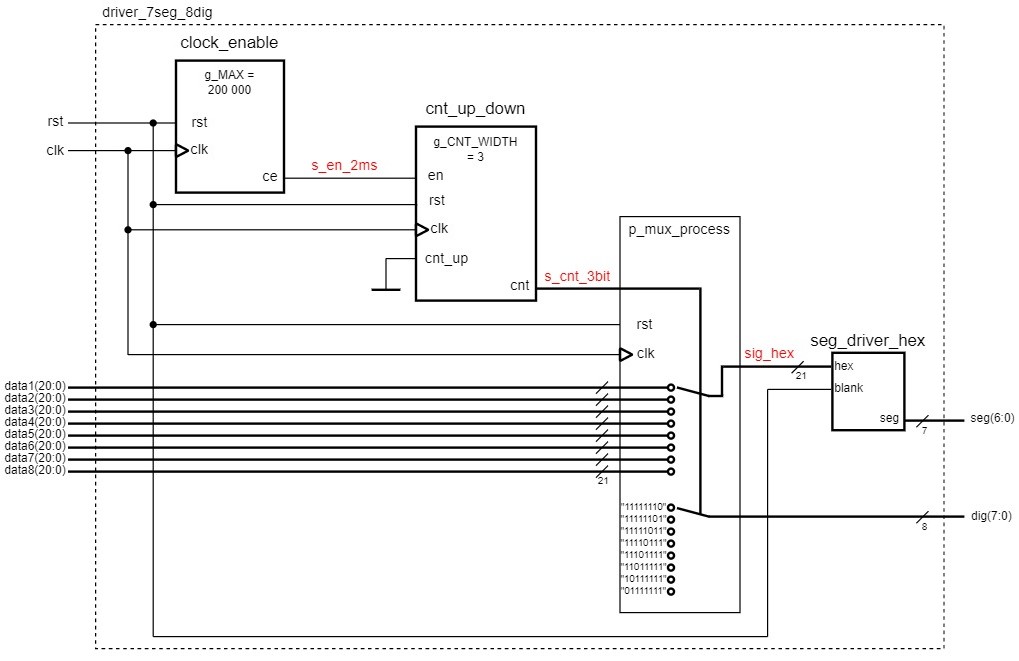 driver_7seg_8dig
clock_enable
g_MAX =
200 000
rst
rst
clk
clk
ce
s_en_2ms
cnt_up_down
g_CNT_WIDTH
= 3
en
rst
clk
cnt_up
cnt
s_cnt_3bit
p_mux_process
rst
clk
sig_hex
21
seg_driver_hex
hex
blank
seg
7
seg(6:0)
data1(20:0)
data2(20:0)
data3(20:0)
data4(20:0)
data5(20:0)
data6(20:0)
data7(20:0)
data8(20:0)
21
"11111110"
"11111101"
"11111011"
"11110111"
"11101111"
"11011111"
"10111111"
"01111111"
8
dig(7:0)